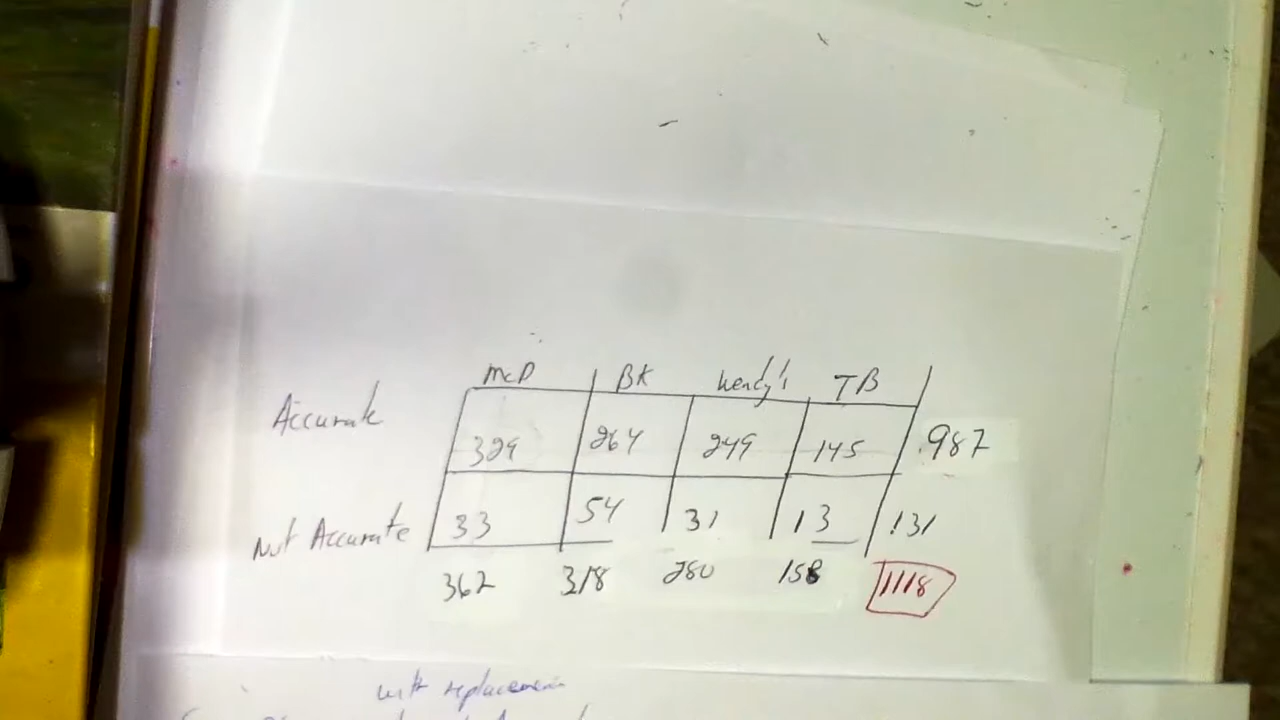 McD BK Wendy's TB
Accurate 329 264 249 145 987
Not Accurate 33 54 31 13 131
362 318 280 158 1118
with replacement